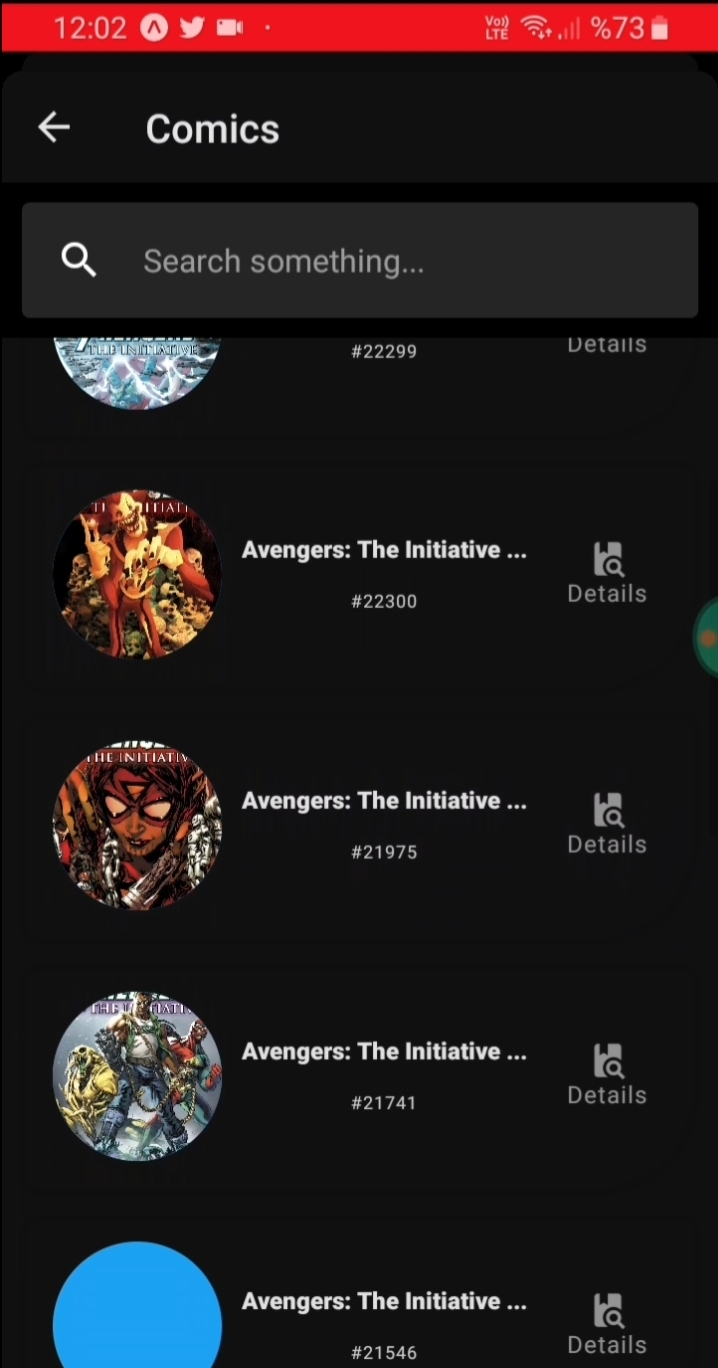 12:02
Vo))
LTE
%73
Comics
Search something...
THE INITIATIVE
#22299
Details
Avengers: The Initiative ...
#22300
Details
THE INITIATIV
Avengers: The Initiative ...
#21975
Details
Avengers: The Initiative ...
#21741
Details
Avengers: The Initiative ...
#21546
Details